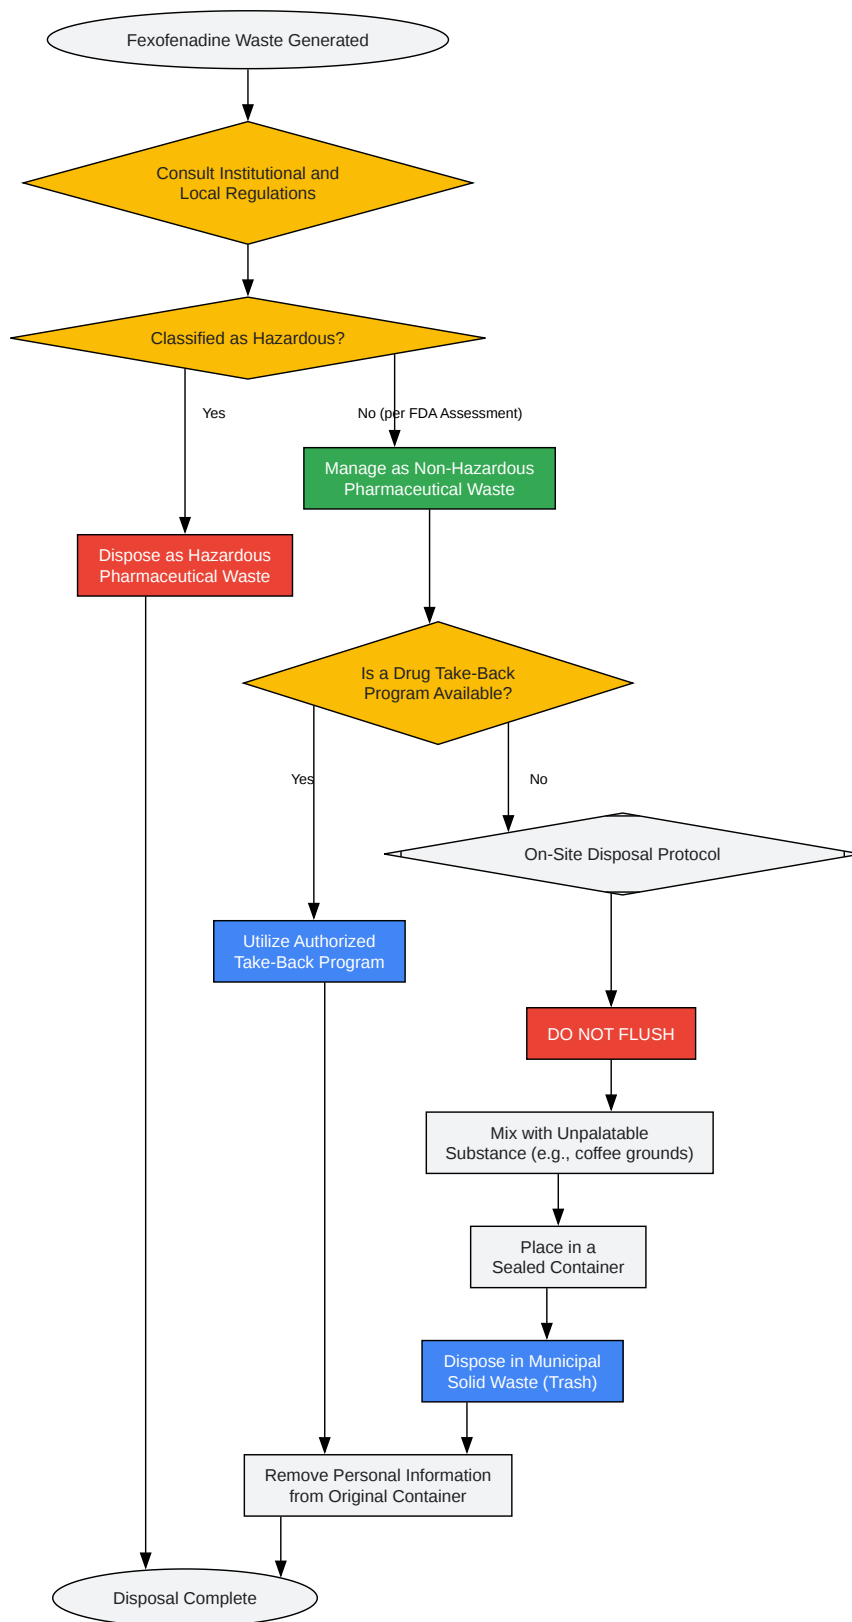 Fexofenadine Waste Generated
Consult Institutional and
Local Regulations
Classified as Hazardous?
Yes
No (per FDA Assessment)
Manage as Non-Hazardous
Pharmaceutical Waste
Dispose as Hazardous
Pharmaceutical Waste
Is a Drug Take-Back
Program Available?
Yes
No
On-Site Disposal Protocol
Utilize Authorized
Take-Back Program
DO NOT FLUSH
Mix with Unpalatable
Substance (e.g., coffee grounds)
Place in a
Sealed Container
Dispose in Municipal
Solid Waste (Trash)
Remove Personal Information
from Original Container
Disposal Complete